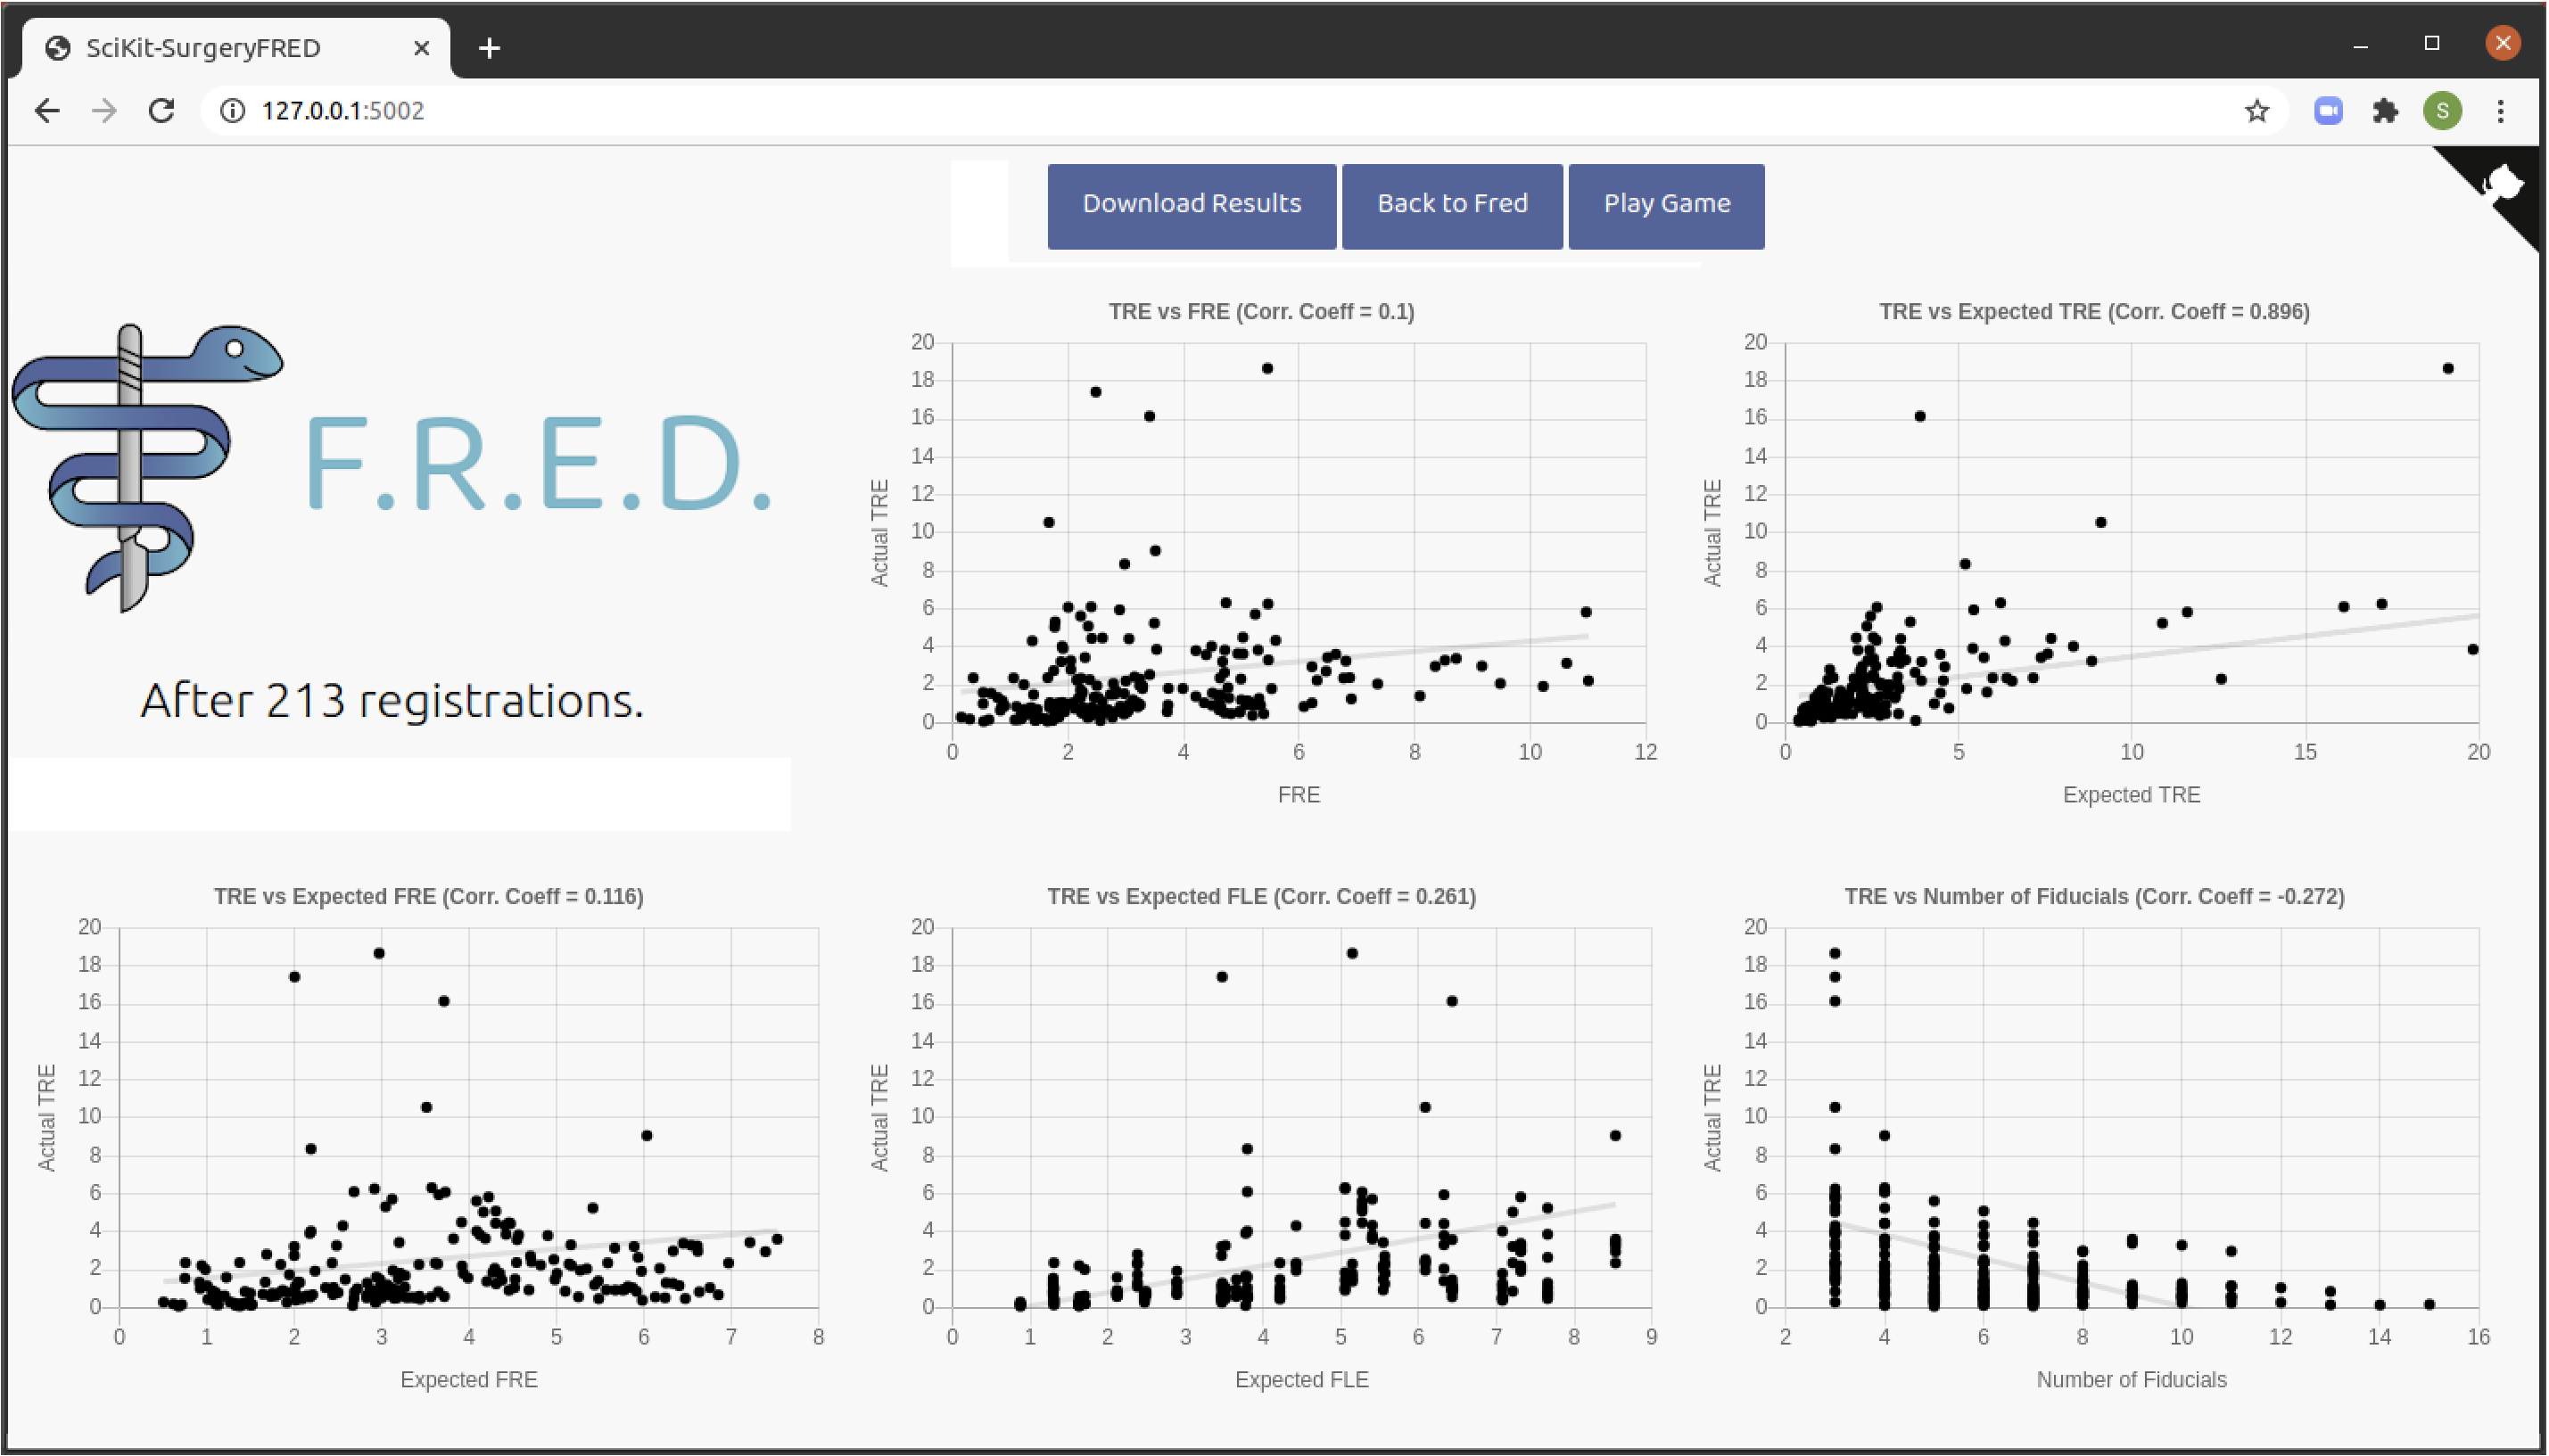 SciKit-SurgeryFRED
127.0.0.1:5002
S
Download Results
Back to Fred
Play Game
F.R.E.D.
After 213 registrations.
TRE vs FRE (Corr. Coeff = 0.1)
20
18
16
14
12
10
8
6
4
2
0
Actual TRE
0 2 4 6 8 10 12
FRE
TRE vs Expected TRE (Corr. Coeff = 0.896)
20
18
16
14
12
10
8
6
4
2
0
Actual TRE
0 5 10 15 20
Expected TRE
TRE vs Expected FRE (Corr. Coeff = 0.116)
20
18
16
14
12
10
8
6
4
2
0
Actual TRE
0 1 2 3 4 5 6 7 8
Expected FRE
TRE vs Expected FLE (Corr. Coeff = 0.261)
20
18
16
14
12
10
8
6
4
2
0
Actual TRE
0 1 2 3 4 5 6 7 8 9
Expected FLE
TRE vs Number of Fiducials (Corr. Coeff = -0.272)
20
18
16
14
12
10
8
6
4
2
0
Actual TRE
2 4 6 8 10 12 14 16
Number of Fiducials